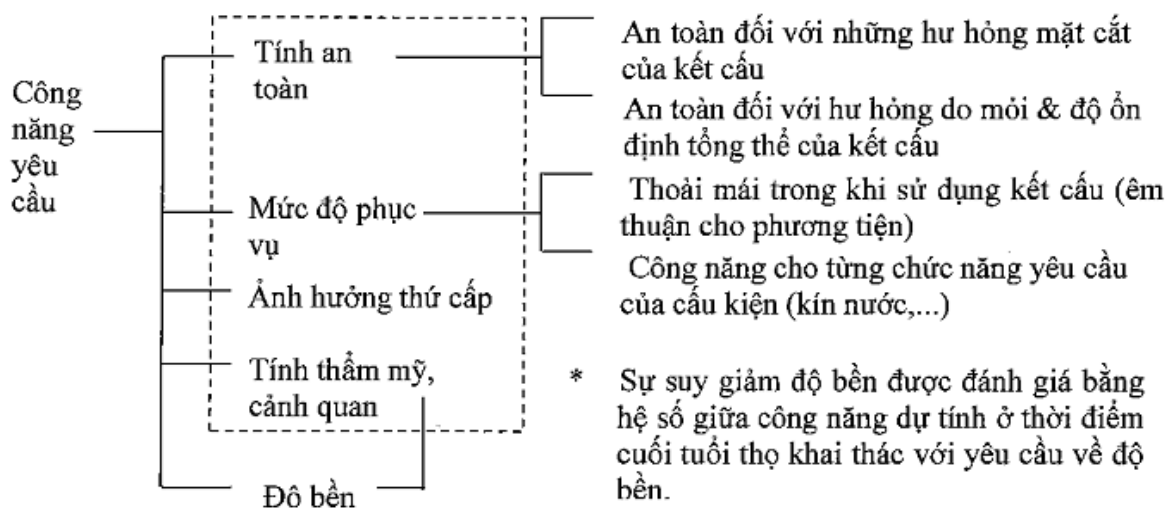 Công
năng
yêu
cầu
Tính an
toàn
An toàn đối với những hư hỏng mặt cắt
của kết cấu
An toàn đối với hư hỏng do mỏi & độ ổn
định tổng thể của kết cấu
Mức độ phục
vụ
Thoải mái trong khi sử dụng kết cấu (êm
thuận cho phương tiện)
Công năng cho từng chức năng yêu cầu
của cấu kiện (kín nước,...)
Ảnh hưởng thứ cấp
Tính thẩm mỹ,
cảnh quan
Độ bền
* Sự suy giảm độ bền được đánh giá bằng
hệ số giữa công năng dự tính ở thời điểm
cuối tuổi thọ khai thác với yêu cầu về độ
bền.